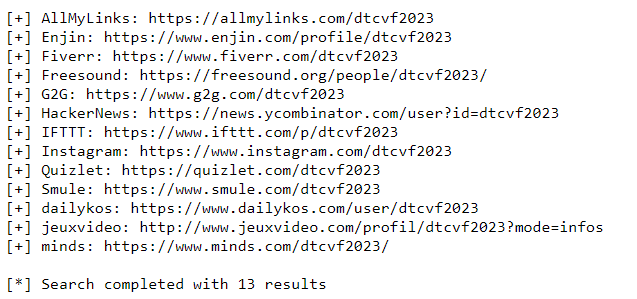 [+] AllMyLinks: https://allmylinks.com/dtcvf2023
[+] Enjin: https://www.enjin.com/profile/dtcvf2023
[+] Fiverr: https://www.fiverr.com/dtcvf2023
[+] Freesound: https://freesound.org/people/dtcvf2023/
[+] G2G: https://www.g2g.com/dtcvf2023
[+] HackerNews: https://news.ycombinator.com/user?id=dtcvf2023
[+] IFTTT: https://www.ifttt.com/p/dtcvf2023
[+] Instagram: https://www.instagram.com/dtcvf2023
[+] Quizlet: https://quizlet.com/dtcvf2023
[+] Smule: https://www.smule.com/dtcvf2023
[+] dailykos: https://www.dailykos.com/user/dtcvf2023
[+] jeuxvideo: http://www.jeuxvideo.com/profil/dtcvf2023?mode=infos
[+] minds: https://www.minds.com/dtcvf2023/
[*] Search completed with 13 results